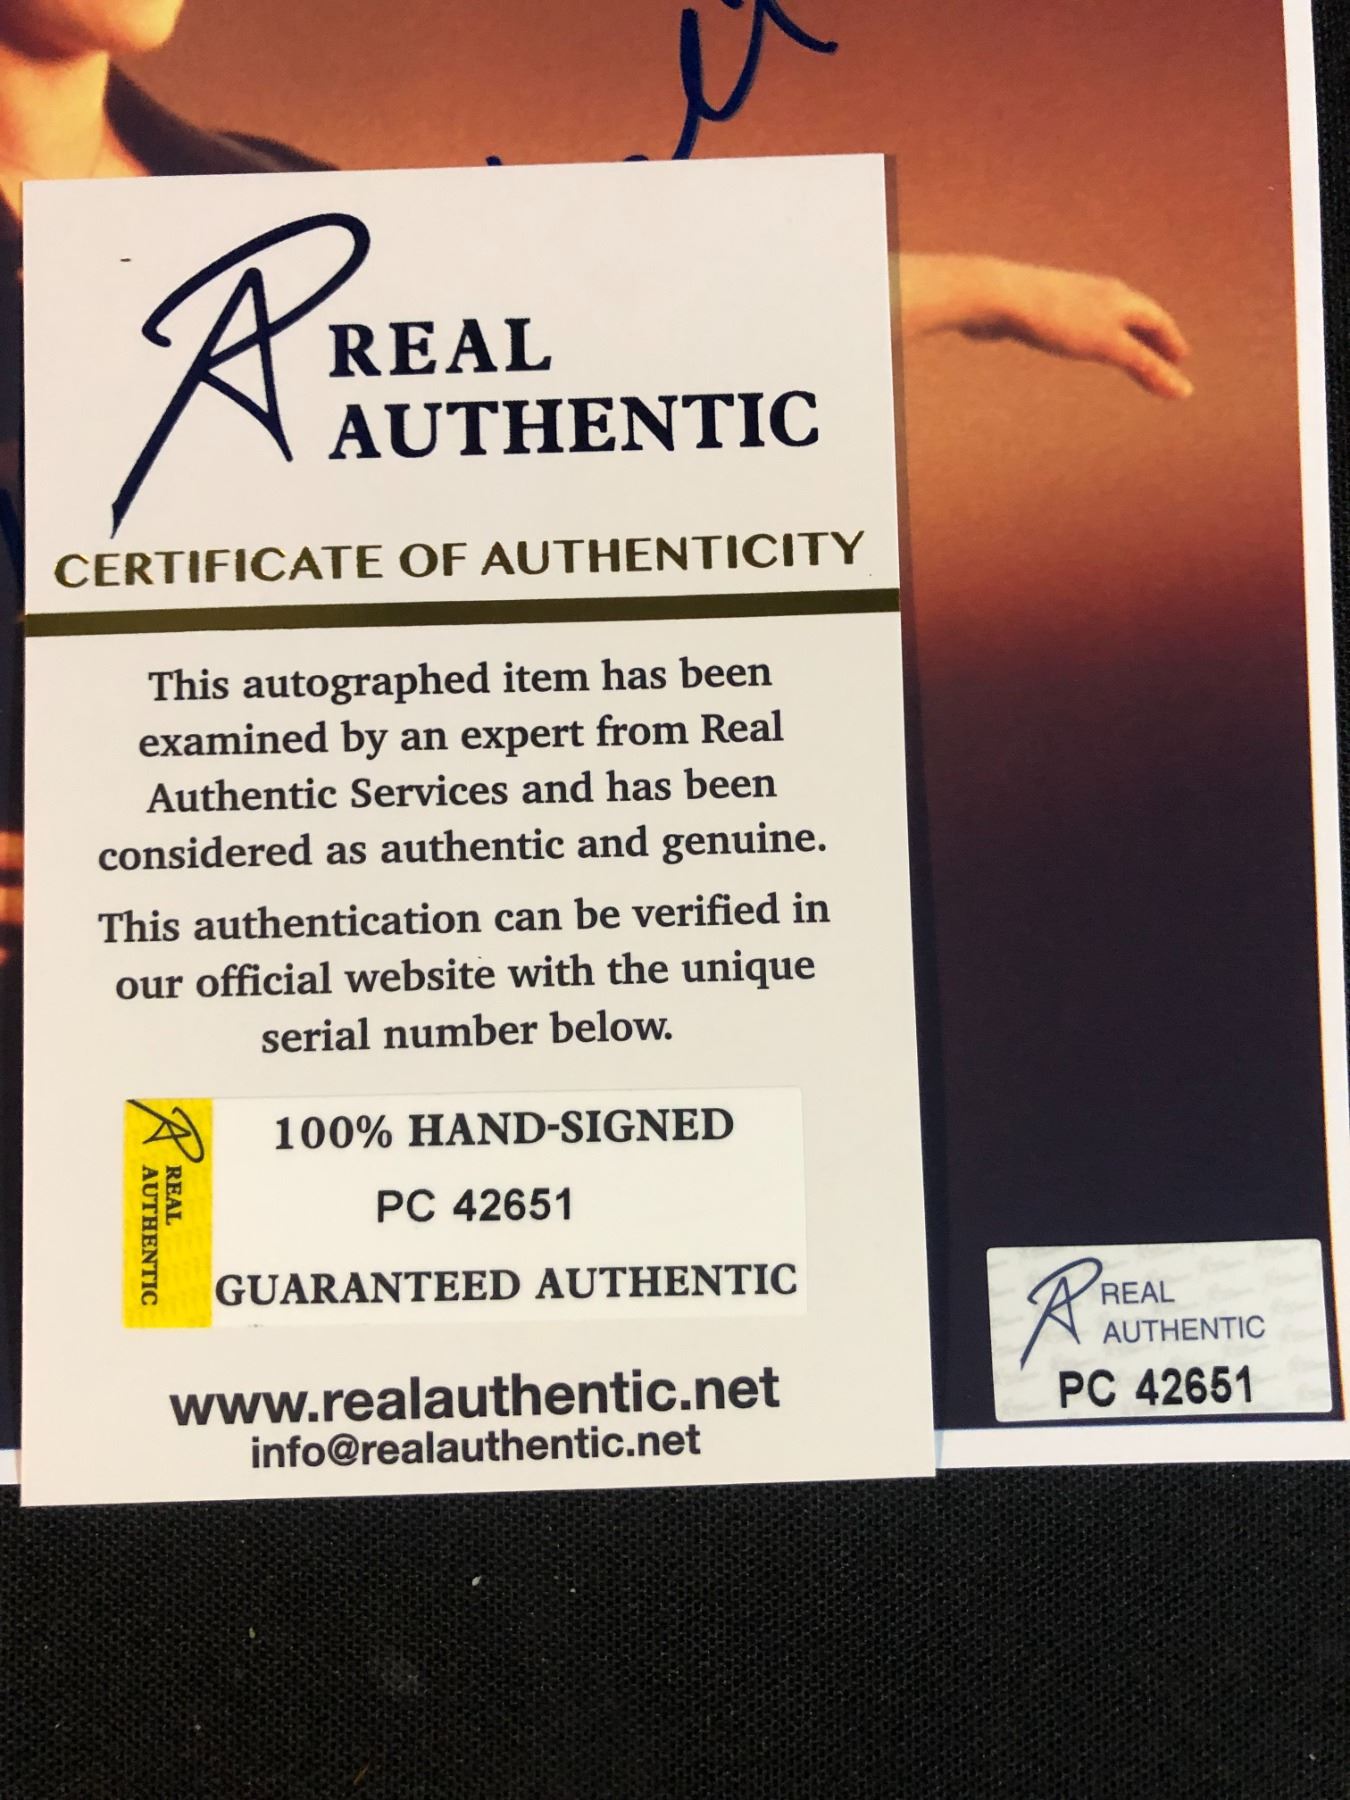 REAL
AUTHENTIC
CERTIFICATE OF AUTHENTICITY
This autographed item has been
examined by an expert from Real
Authentic Services and has been
considered as authentic and genuine.
This authentication can be verified in
our official website with the unique
serial number below.
REAL
AUTHENTIC
100% HAND-SIGNED
PC 42651
GUARANTEED AUTHENTIC
www.realauthentic.net
info@realauthentic.net
REAL
AUTHENTIC
PC 42651